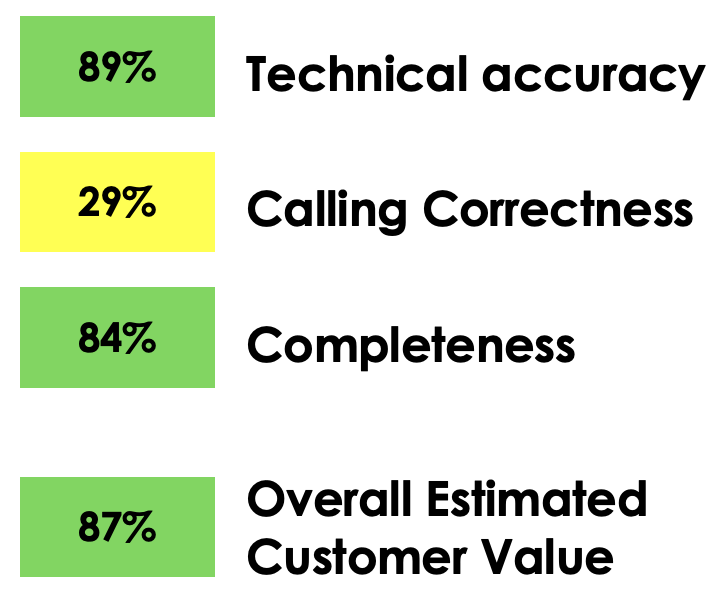 89% Technical accuracy
29% Calling Correctness
84% Completeness
87% Overall Estimated
Customer Value